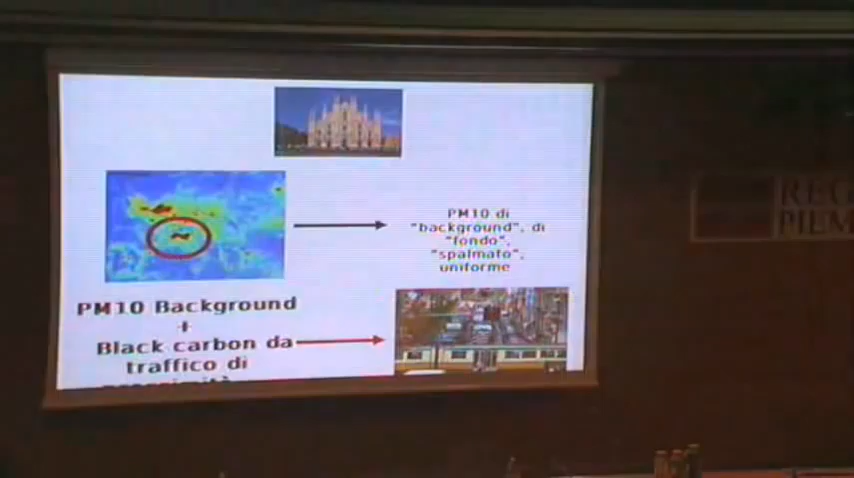 PM10 di
"background", di
"fondo",
"spalmato",
uniforme
PM10 Background
+
Black carbon da
traffico di
REG
PIEM